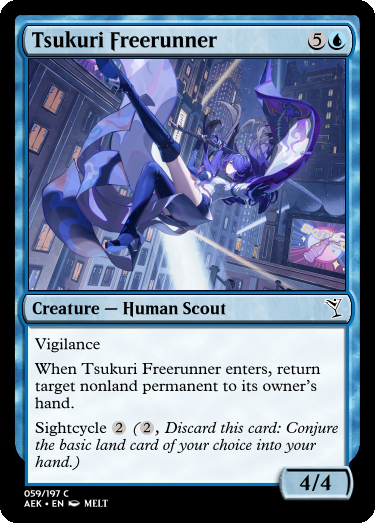 Tsukuri Freerunner 5
Creature — Human Scout
Vigilance
When Tsukuri Freerunner enters, return
target nonland permanent to its owner's
hand.
Sightcycle 2 (2, Discard this card: Conjure
the basic land card of your choice into your
hand.)
4/4
059/197 C
AEK • EN MELT